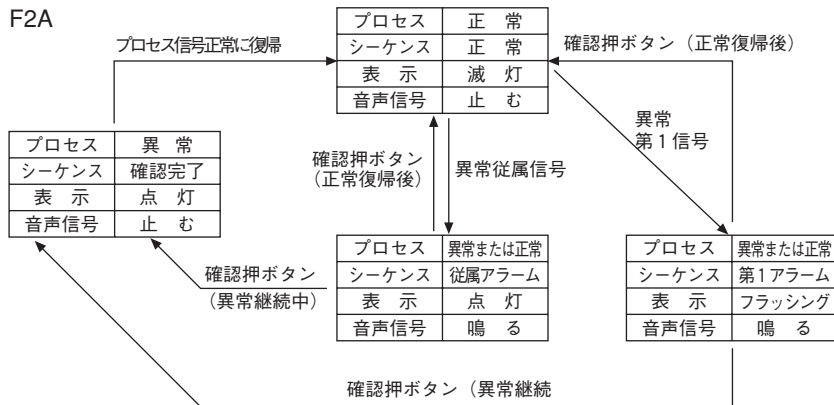 F2A
プロセス信号正常に復帰
プロセス 正 常
シーケンス 正 常
表 示 滅 灯
音声信号 止 む
確認押ボタン（正常復帰後）
異常
第１信号
プロセス 異 常
シーケンス 確認完了
表 示 点 灯
音声信号 止 む
確認押ボタン
（正常復帰後）
異常従属信号
確認押ボタン
（異常継続中）
プロセス 異常または正常
シーケンス 従属アラーム
表 示 点 灯
音声信号 鳴 る
プロセス 異常または正常
シーケンス 第1アラーム
表 示 フラッシング
音声信号 鳴 る
確認押ボタン（異常継続